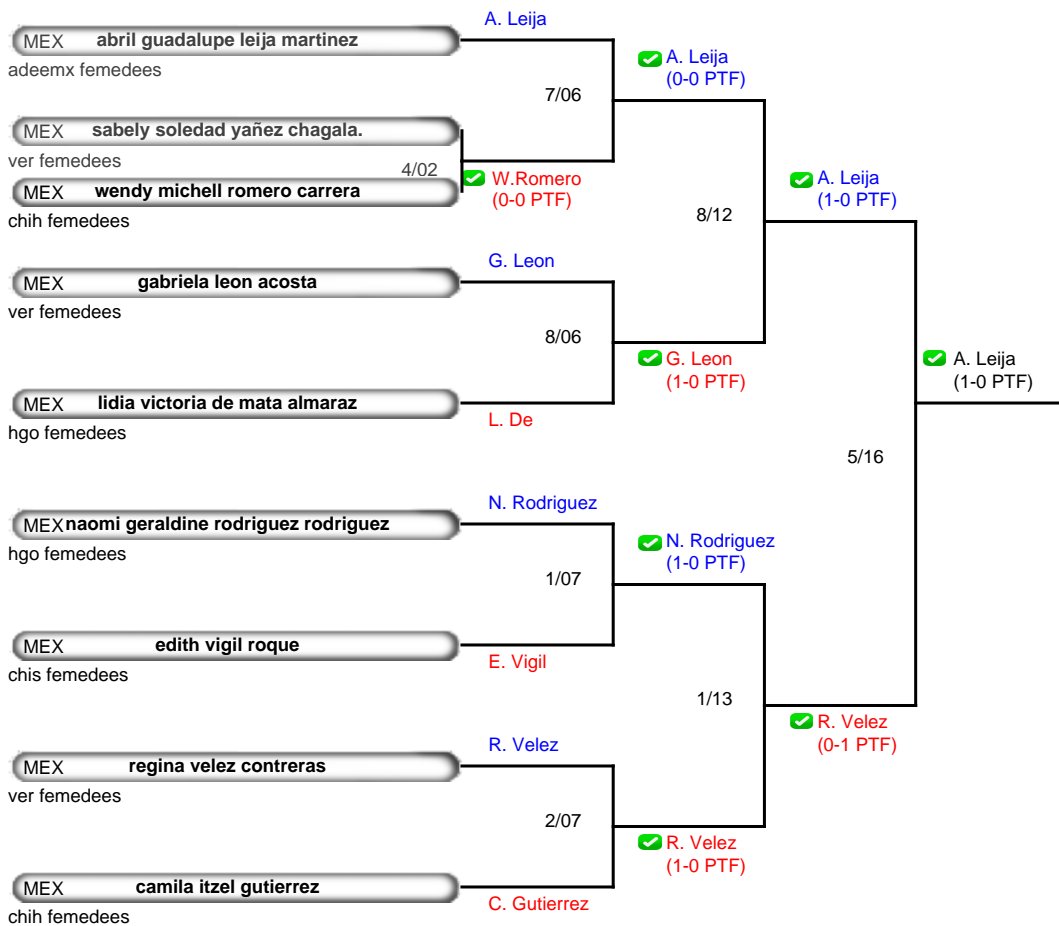 A. Leija
MEX abril guadalupe leija martinez
adeemx femedees
A. Leija
(0-0 PTF)
7/06
MEX sabely soledad yañez chagala.
ver femedees
4/02
W.Romero
(0-0 PTF)
MEX wendy michell romero carrera
chih femedees
A. Leija
(1-0 PTF)
8/12
G. Leon
MEX gabriela leon acosta
ver femedees
8/06
G. Leon
(1-0 PTF)
A. Leija
(1-0 PTF)
MEX lidia victoria de mata almaraz
hgo femedees
L. De
5/16
N. Rodriguez
MEX naomi geraldine rodriguez rodriguez
hgo femedees
N. Rodriguez
(1-0 PTF)
1/07
MEX edith vigil roque
chis femedees
E. Vigil
1/13
R. Velez
(0-1 PTF)
R. Velez
MEX regina velez contreras
ver femedees
2/07
R. Velez
(1-0 PTF)
MEX camila itzel gutierrez
chih femedees
C. Gutierrez